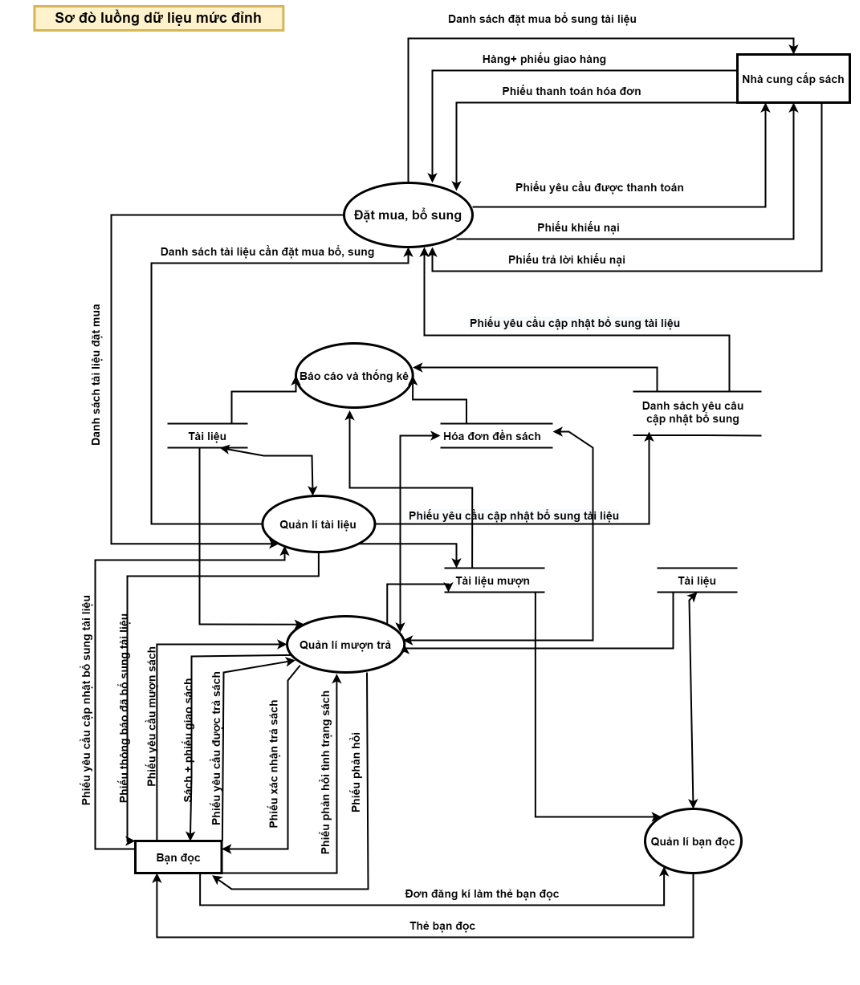 Sơ đò luồng dữ liệu mức đỉnh
Danh sách đặt mua bổ sung tài liệu
Hàng+ phiếu giao hàng
Nhà cung cấp sách
Phiếu thanh toán hóa đơn
Phiếu yêu cầu được thanh toán
Đặt mua, bổ sung
Phiếu khiếu nại
Danh sách tài liệu cần đặt mua bổ, sung
Phiếu trả lời khiếu nại
Danh sách tài liệu đặt mua
Phiếu yêu cầu cập nhật bổ sung tài liệu
Báo cáo và thống kê
Danh sách yêu câu
cập nhật bổ sung
Tài liệu
Hóa đơn đền sách
Quản lí tài liệu
Phiếu yêu cầu cập nhật bổ sung tài liệu
Tài liệu mượn
Tài liệu
Quản lí mượn trả
Phiếu yêu cầu cập nhật bổ sung tài liệu
Phiếu thông báo đã bổ sung tài liệu
Phiếu yêu cầu mượn sách
Sách + phiếu giao sách
Phiếu yêu cầu được trả sách
Phiếu xác nhận trả sách
Phiếu phản hồi tình trạng sách
Phiếu phản hồi
Bạn đọc
Quản lí bạn đọc
Đơn đăng kí làm thẻ bạn đọc
Thẻ bạn đọc